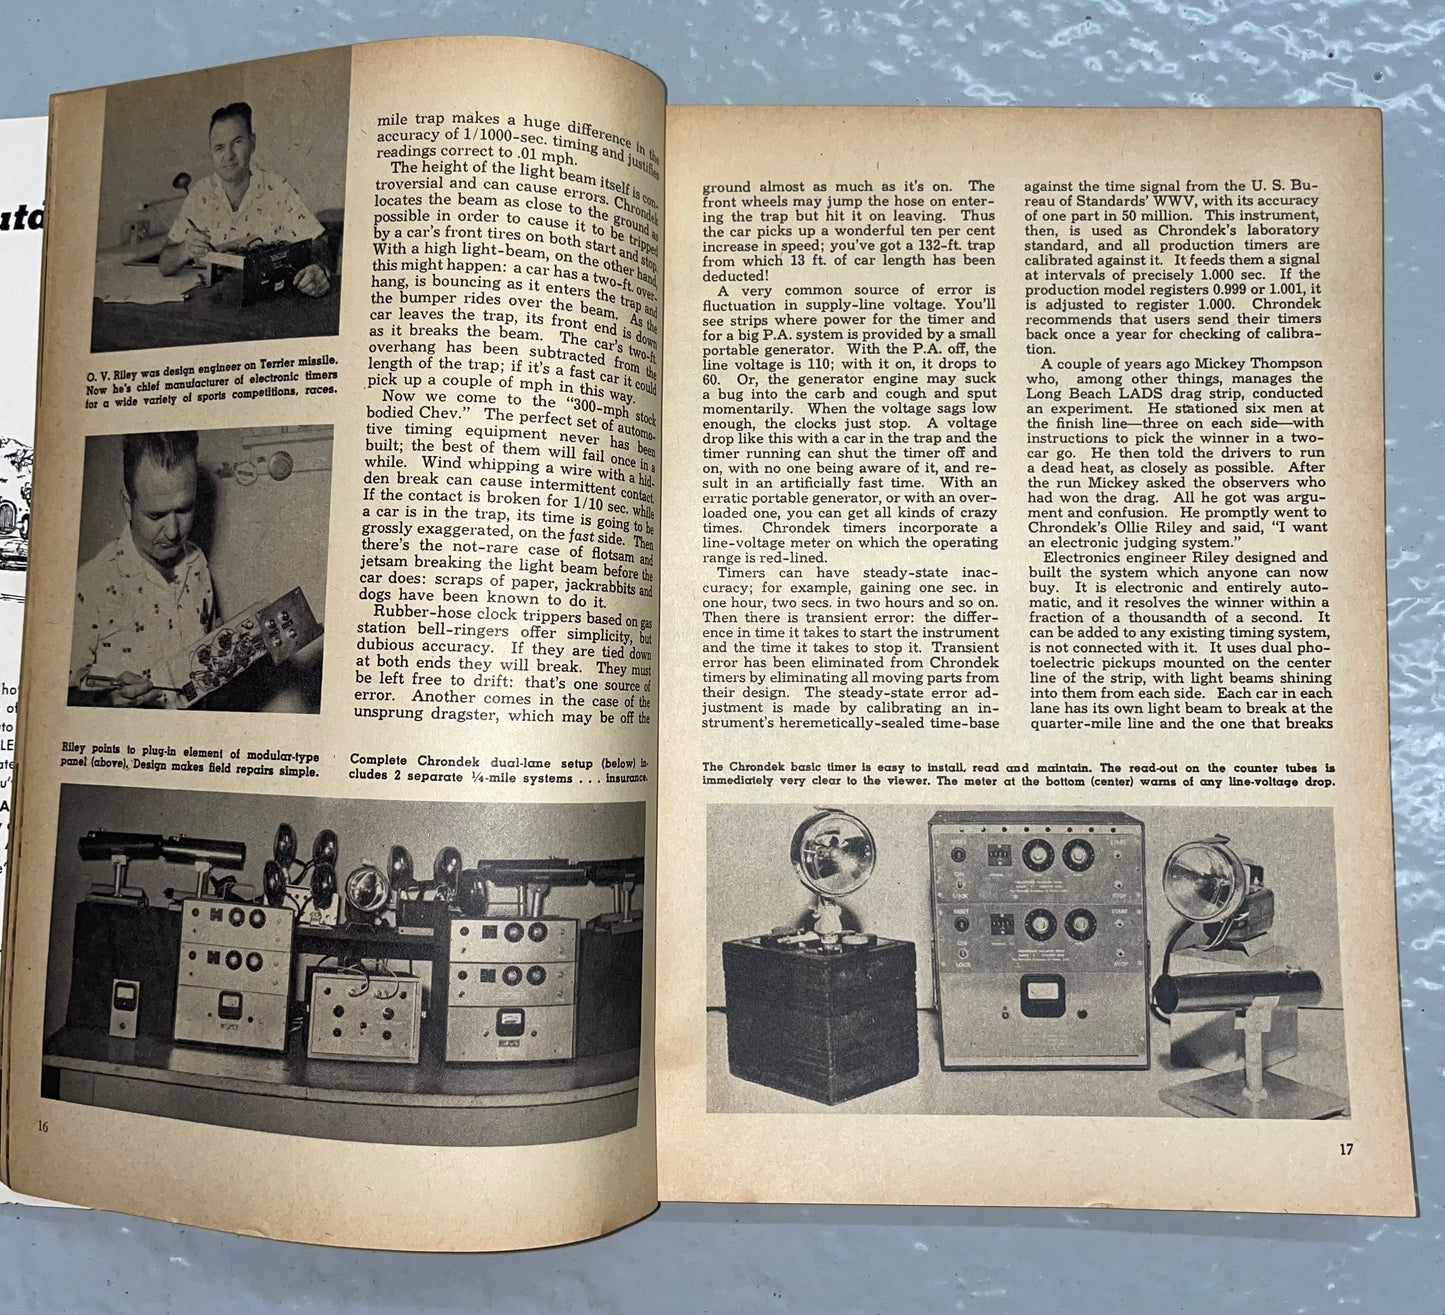 mile trap makes a huge difference in the
accuracy of 1/1000-sec. timing and justifies
readings correct to .01 mph.
The height of the light beam itself is con-
troversial and can cause errors. Chrondek
locates the beam as close to the ground as
possible in order to cause it to be tripped
by a car's front tires on both start and stop.
With a high light-beam, on the other hand,
this might happen: a car has a two-ft. over-
hang, is bouncing as it enters the trap and
the bumper rides over the beam. As the
car leaves the trap, its front end is down
as it breaks the beam. The car's two-ft.
overhang has been subtracted from the
length of the trap; if it's a fast car it could
pick up a couple of mph in this way.
Now we come to the "300-mph stock
bodied Chev." The perfect set of automo-
tive timing equipment never has been
built; the best of them will fail once in a
while. Wind whipping a wire with a hid-
den break can cause intermittent contact.
If the contact is broken for 1/10 sec. while
a car is in the trap, its time is going to be
grossly exaggerated, on the fast side. Then
there's the not-rare case of flotsam and
jetsam breaking the light beam before the
car does: scraps of paper, jackrabbits and
dogs have been known to do it.
Rubber-hose clock trippers based on gas
station bell-ringers offer simplicity, but
dubious accuracy. If they are tied down
at both ends they will break. They must
be left free to drift: that's one source of
error. Another comes in the case of the
unsprung dragster, which may be off the
O. V. Riley was design engineer on Terrier missile.
Now he's chief manufacturer of electronic timers
for a wide variety of sports competitions, races.
Riley points to plug-in element of modular-type
panel (above). Design makes field repairs simple.
Complete Chrondek dual-lane setup (below) in-
cludes 2 separate ¼-mile systems . . . insurance.
16
ground almost as much as it's on. The
front wheels may jump the hose on enter-
ing the trap but hit it on leaving. Thus
the car picks up a wonderful ten per cent
increase in speed; you've got a 132-ft. trap
from which 13 ft. of car length has been
deducted!
A very common source of error is
fluctuation in supply-line voltage. You'll
see strips where power for the timer and
for a big P.A. system is provided by a small
portable generator. With the P.A. off, the
line voltage is 110; with it on, it drops to
60. Or, the generator engine may suck
a bug into the carb and cough and sput
momentarily. When the voltage sags low
enough, the clocks just stop. A voltage
drop like this with a car in the trap and the
timer running can shut the timer off and
on, with no one being aware of it, and re-
sult in an artificially fast time. With an
erratic portable generator, or with an over-
loaded one, you can get all kinds of crazy
times. Chrondek timers incorporate a
line-voltage meter on which the operating
range is red-lined.
Timers can have steady-state inac-
curacy; for example, gaining one sec. in
one hour, two secs. in two hours and so on.
Then there is transient error: the differ-
ence in time it takes to start the instrument
and the time it takes to stop it. Transient
error has been eliminated from Chrondek
timers by eliminating all moving parts from
their design. The steady-state error ad-
justment is made by calibrating an in-
strument's heremetically-sealed time-base
against the time signal from the U. S. Bu-
reau of Standards' WWV, with its accuracy
of one part in 50 million. This instrument,
then, is used as Chrondek's laboratory
standard, and all production timers are
calibrated against it. It feeds them a signal
at intervals of precisely 1.000 sec. If the
production model registers 0.999 or 1.001, it
is adjusted to register 1.000. Chrondek
recommends that users send their timers
back once a year for checking of calibra-
tion.
A couple of years ago Mickey Thompson
who, among other things, manages the
Long Beach LADS drag strip, conducted
an experiment. He stationed six men at
the finish line—three on each side—with
instructions to pick the winner in a two-
car go. He then told the drivers to run
a dead heat, as closely as possible. After
the run Mickey asked the observers who
had won the drag. All he got was argu-
ment and confusion. He promptly went to
Chrondek's Ollie Riley and said, "I want
an electronic judging system."
Electronics engineer Riley designed and
built the system which anyone can now
buy. It is electronic and entirely auto-
matic, and it resolves the winner within a
fraction of a thousandth of a second. It
can be added to any existing timing system,
is not connected with it. It uses dual pho-
toelectric pickups mounted on the center
line of the strip, with light beams shining
into them from each side. Each car in each
lane has its own light beam to break at the
quarter-mile line and the one that breaks
The Chrondek basic timer is easy to install, read and maintain. The read-out on the counter tubes is
immediately very clear to the viewer. The meter at the bottom (center) warns of any line-voltage drop.
START
ON
LOCK
STOP
RESET
START
ON
LOCK
STOP
17